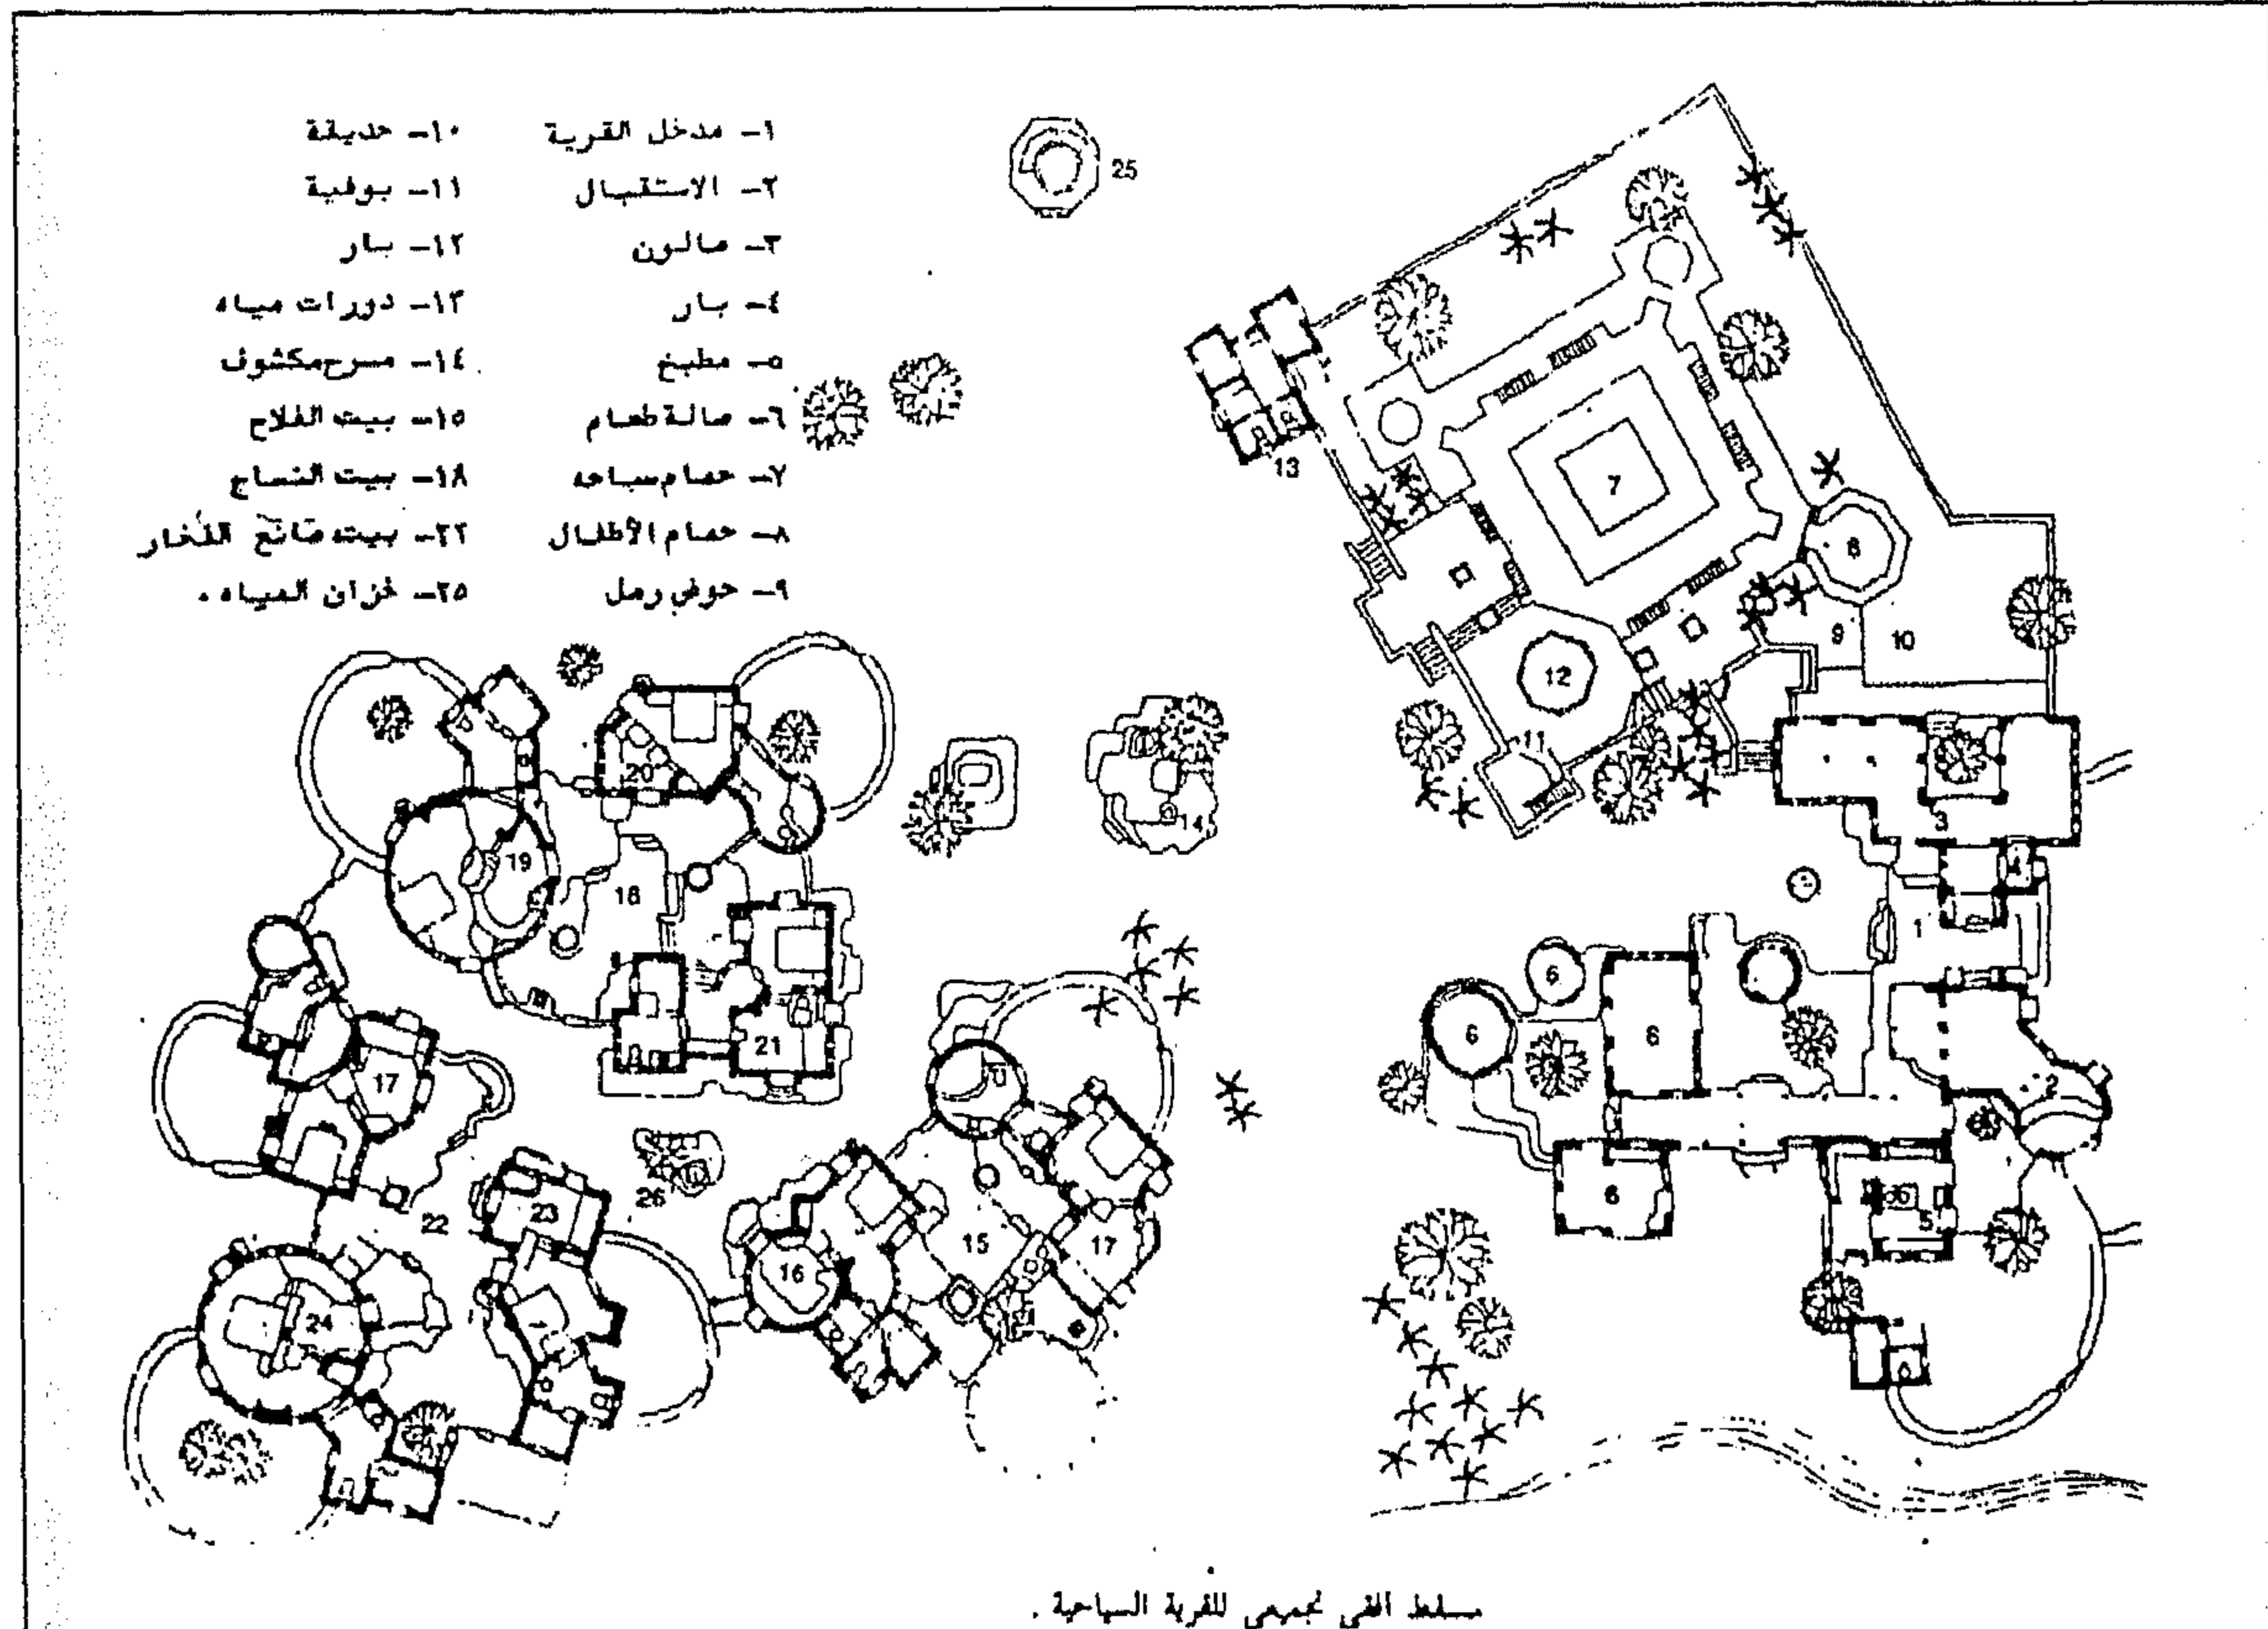 ١- مدخل القرية
٢- الاستقبال
٣- صالون
٤- بار
٥- مطبخ
٦- صالة طعام
٧- حمام سباحه
٨- حمام الأطفال
٩- حوض رمل
١٠- حديقة
١١- بوفية
١٢- بار
١٣- دورات مياه
١٤- مسرح مكشوف
١٥- بيت الفلاح
١٨- بيت النساج
٢٢- بيت صانع الفخار
٢٥- خزان المياه .
25
13
7
8
9
10
12
11
20
19
18
14
3
4
1
6
6
6
21
17
2
26
23
22
6
5
15
17
16
24
مسقط افقى تجميعى للقرية السياحية .